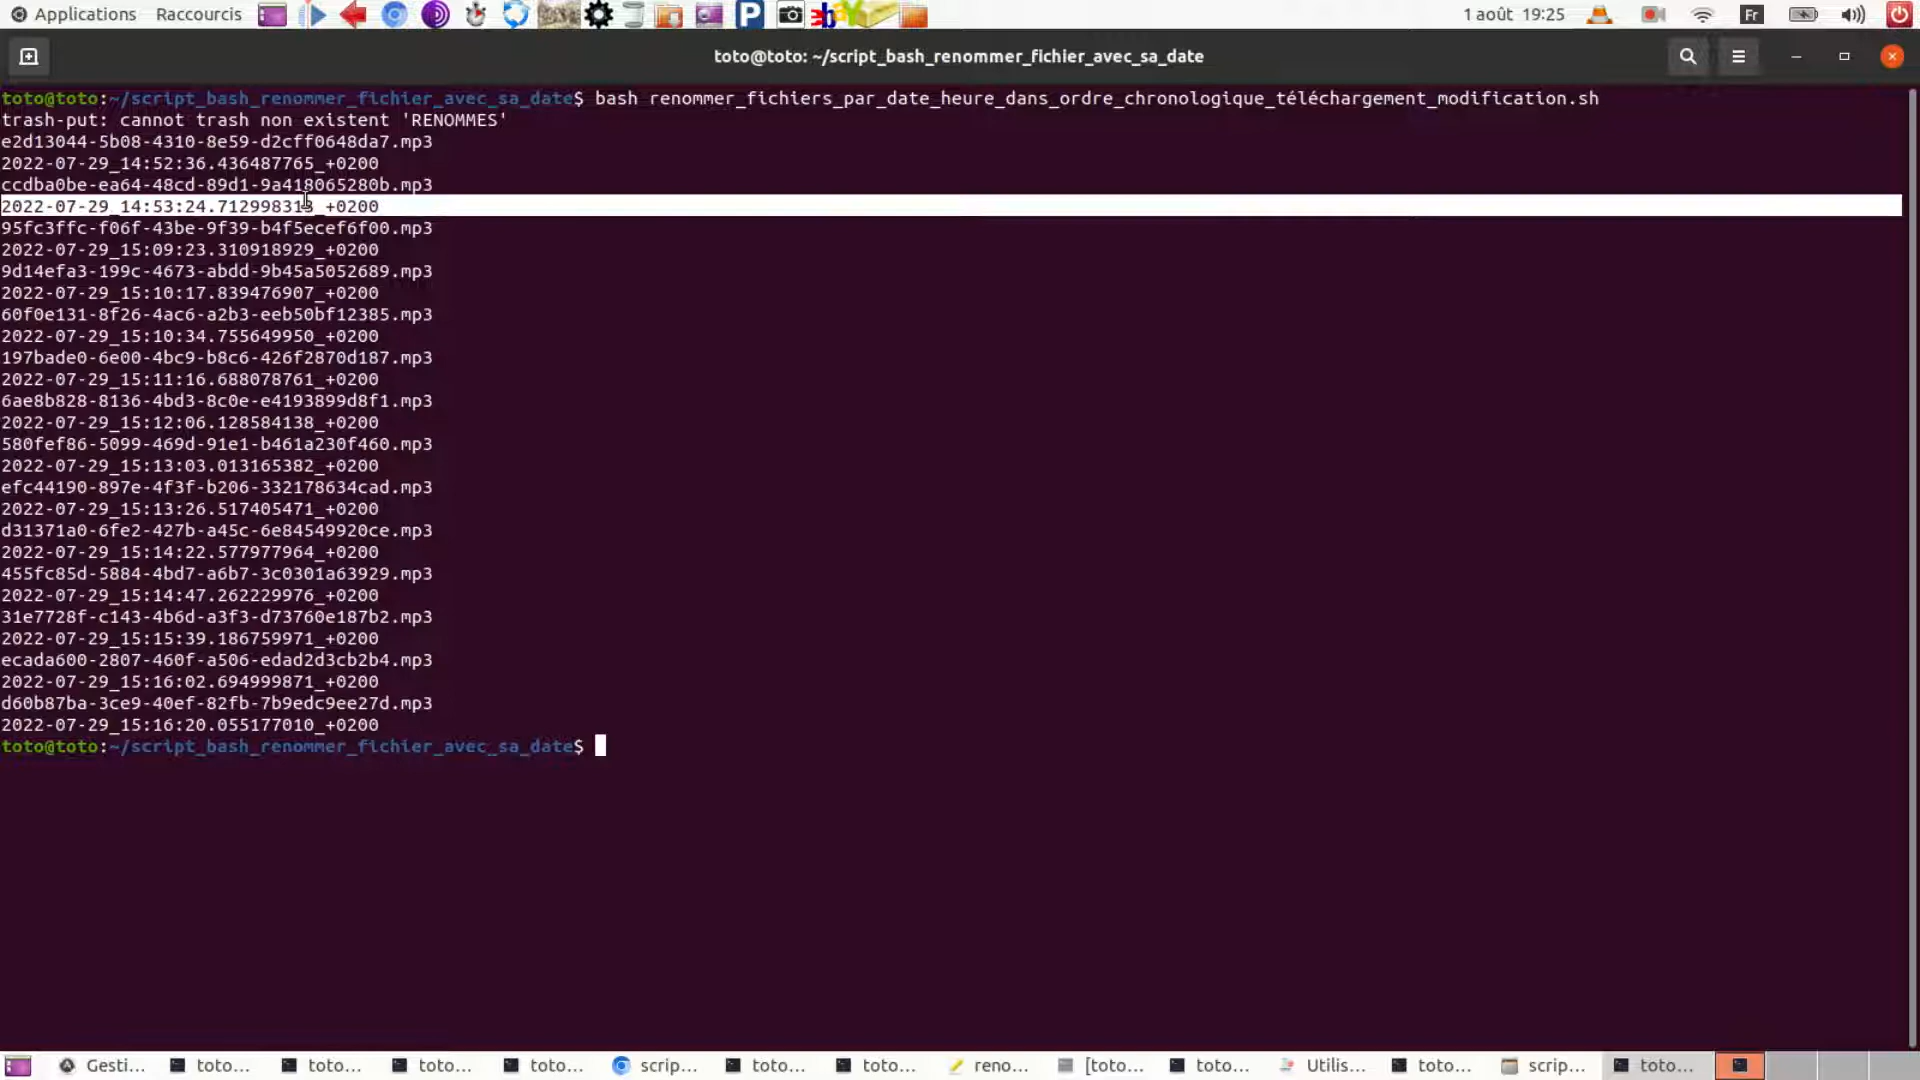 Applications Raccourcis P 1 août 19:25 Fr
toto@toto: ~/script_bash_renommer_fichier_avec_sa_date
toto@toto:~/script_bash_renommer_fichier_avec_sa_date$ bash renommer_fichiers_par_date_heure_dans_ordre_chronologique_téléchargement_modification.sh
trash-put: cannot trash non existent 'RENOMMES'
e2d13044-5b08-4310-8e59-d2cff0648da7.mp3
2022-07-29_14:52:36.436487765_+0200
ccdba0be-ea64-48cd-89d1-9a418065280b.mp3
2022-07-29_14:53:24.712998313_+0200
95fc3ffc-f06f-43be-9f39-b4f5ecef6f00.mp3
2022-07-29_15:09:23.310918929_+0200
9d14efa3-199c-4673-abdd-9b45a5052689.mp3
2022-07-29_15:10:17.839476907_+0200
60f0e131-8f26-4ac6-a2b3-eeb50bf12385.mp3
2022-07-29_15:10:34.755649950_+0200
197bade0-6e00-4bc9-b8c6-426f2870d187.mp3
2022-07-29_15:11:16.688078761_+0200
6ae8b828-8136-4bd3-8c0e-e4193899d8f1.mp3
2022-07-29_15:12:06.128584138_+0200
580fef86-5099-469d-91e1-b461a230f460.mp3
2022-07-29_15:13:03.013165382_+0200
efc44190-897e-4f3f-b206-332178634cad.mp3
2022-07-29_15:13:26.517405471_+0200
d31371a0-6fe2-427b-a45c-6e84549920ce.mp3
2022-07-29_15:14:22.577977964_+0200
455fc85d-5884-4bd7-a6b7-3c0301a63929.mp3
2022-07-29_15:14:47.262229976_+0200
31e7728f-c143-4b6d-a3f3-d73760e187b2.mp3
2022-07-29_15:15:39.186759971_+0200
ecada600-2807-460f-a506-edad2d3cb2b4.mp3
2022-07-29_15:16:02.694999871_+0200
d60b87ba-3ce9-40ef-82fb-7b9edc9ee27d.mp3
2022-07-29_15:16:20.055177010_+0200
toto@toto:~/script_bash_renommer_fichier_avec_sa_date$
Gesti... toto... toto... toto... toto... scrip... toto... toto... reno... [toto... toto... Utilis... toto... scrip... toto...